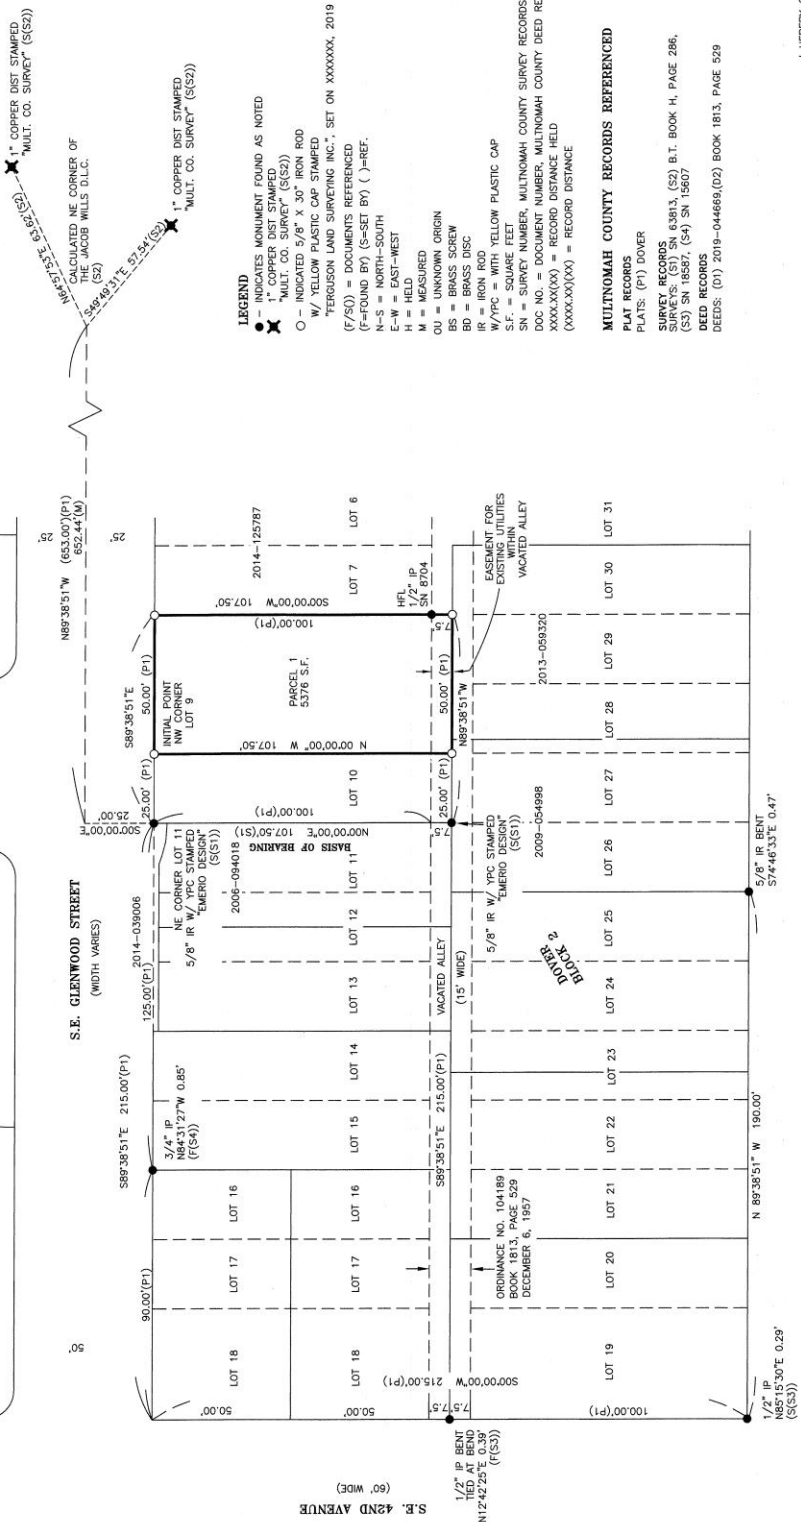 S.E. GLENWOOD STREET
(WIDTH VARIES)
50'
S89°38'51"E 215.00'(P1)
90.00'(P1)
125.00'(P1)
2014-039006
3/4" IP
N84°31'27"W 0.85'
(F(S4))
NE CORNER LOT 11
5/8" IR W/ YPC STAMPED
"EMERIO DESIGN"
(S(S1))
2006-094018
S00°00'00"E
25.00'
N89°38'51"W (653.00')(P1)
652.44'(M)
25'
25'
S89°38'51"E
25.00' (P1)
50.00' (P1)
INITIAL POINT
NW CORNER
LOT 9
2014-125787
BASIS OF BEARING
N00°00'00"E 107.50'(S1)
100.00'(P1)
N 00°00'00" W 107.50'
PARCEL 1
5376 S.F.
100.00'(P1)
S00°00'00"W 107.50'
HFL
1/2" IP
SN 8704
LOT 18
LOT 17
LOT 16
LOT 15
LOT 14
LOT 13
LOT 12
LOT 11
LOT 10
LOT 7
LOT 6
LOT 18
LOT 17
LOT 16
50.00'
50.00'
S.E. 42ND AVENUE
(60' WIDE)
S89°38'51"E 215.00'(P1)
VACATED ALLEY
(15' WIDE)
7.5'
25.00' (P1)
50.00' (P1)
7.5'
N89°38'51"W
7.5'
7.5'
1/2" IP BENT
TIED AT BEND
N12°42'25"E 0.39'
(F(S3))
ORDINANCE NO. 104189
BOOK 1813, PAGE 529
DECEMBER 6, 1957
5/8" IR W/ YPC STAMPED
"EMERIO DESIGN"
(S(S1))
2009-054998
2013-059320
EASEMENT FOR
EXISTING UTILITIES
WITHIN
VACATED ALLEY
DOVER
BLOCK 2
S00°00'00"W 215.00'(P1)
100.00'(P1)
LOT 19
LOT 20
LOT 21
LOT 22
LOT 23
LOT 24
LOT 25
LOT 26
LOT 27
LOT 28
LOT 29
LOT 30
LOT 31
N 89°38'51" W 190.00'
1/2" IP
N85°15'30"E 0.29'
(S(S3))
5/8" IR BENT
S74°46'33"E 0.47'
1" COPPER DIST STAMPED
"MULT. CO. SURVEY" (S(S2))
N64°57'53"E 63.82'(S2)
CALCULATED NE CORNER OF
THE JACOB WILLS D.L.C.
(S2)
S49°49'31"E 57.54'(S2)
1" COPPER DIST STAMPED
"MULT. CO. SURVEY" (S(S2))
LEGEND
● - INDICATES MONUMENT FOUND AS NOTED
1" COPPER DIST STAMPED
"MULT. CO. SURVEY" (S(S2))
○ - INDICATED 5/8" X 30" IRON ROD
W/ YELLOW PLASTIC CAP STAMPED
"FERGUSON LAND SURVEYING INC.", SET ON XXXXXXX, 2019
(F/S()) = DOCUMENTS REFERENCED
(F=FOUND BY) (S=SET BY) ( )=REF.
N-S = NORTH-SOUTH
E-W = EAST-WEST
H = HELD
M = MEASURED
OU = UNKNOWN ORIGIN
BS = BRASS SCREW
BD = BRASS DISC
IR = IRON ROD
W/YPC = WITH YELLOW PLASTIC CAP
S.F. = SQUARE FEET
SN = SURVEY NUMBER, MULTNOMAH COUNTY SURVEY RECORDS
DOC NO. = DOCUMENT NUMBER, MULTNOMAH COUNTY DEED RE
XXXX.XX(XX) = RECORD DISTANCE HELD
(XXXX.XX)(XX) = RECORD DISTANCE
MULTNOMAH COUNTY RECORDS REFERENCED
PLAT RECORDS
PLATS: (P1) DOVER
SURVEY RECORDS
SURVEYS: (S1) SN 63813, (S2) B.T. BOOK H, PAGE 286,
(S3) SN 18587, (S4) SN 15607
DEED RECORDS
DEEDS: (D1) 2019-044669,(D2) BOOK 1813, PAGE 529